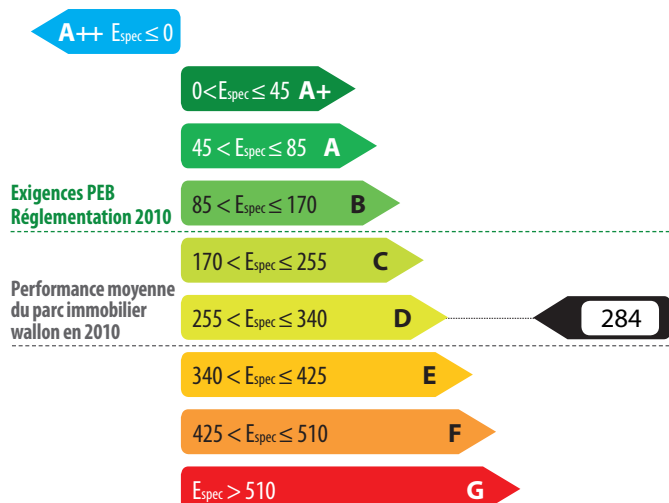 A++ Espec ≤ 0
0<Espec ≤ 45 A+
45 < Espec ≤ 85 A
Exigences PEB
Réglementation 2010
85 < Espec ≤ 170 B
170 < Espec ≤ 255 C
Performance moyenne
du parc immobilier
wallon en 2010
255 < Espec ≤ 340 D
284
340 < Espec ≤ 425 E
425 < Espec ≤ 510 F
Espec > 510 G